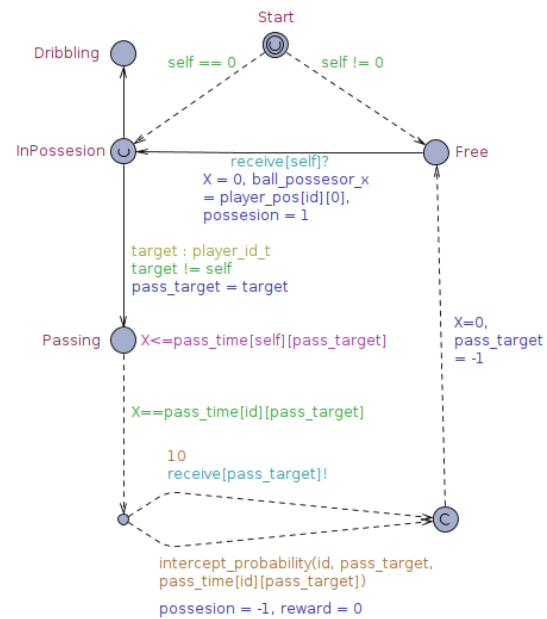 Start
Dribbling
self == 0
self != 0
InPossesion
Free
receive[self]?
X = 0, ball_possesor_x
= player_pos[id][0],
possesion = 1
target : player_id_t
target != self
pass_target = target
Passing
X<=pass_time[self][pass_target]
X=0,
pass_target
= -1
X==pass_time[id][pass_target]
10
receive[pass_target]!
C
intercept_probability(id, pass_target,
pass_time[id][pass_target])
possesion = -1, reward = 0